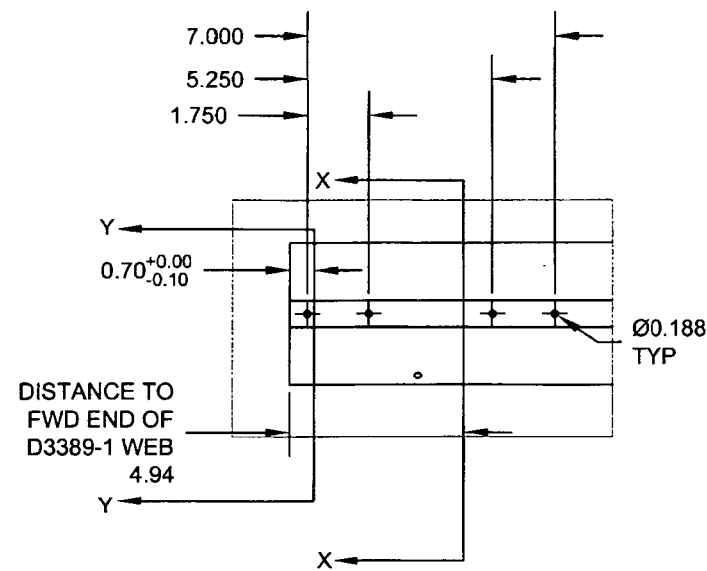 7.000
5.250
1.750
X
Y
0.70+0.00
-0.10
Ø0.188
TYP
DISTANCE TO
FWD END OF
D3389-1 WEB
4.94
Y
X